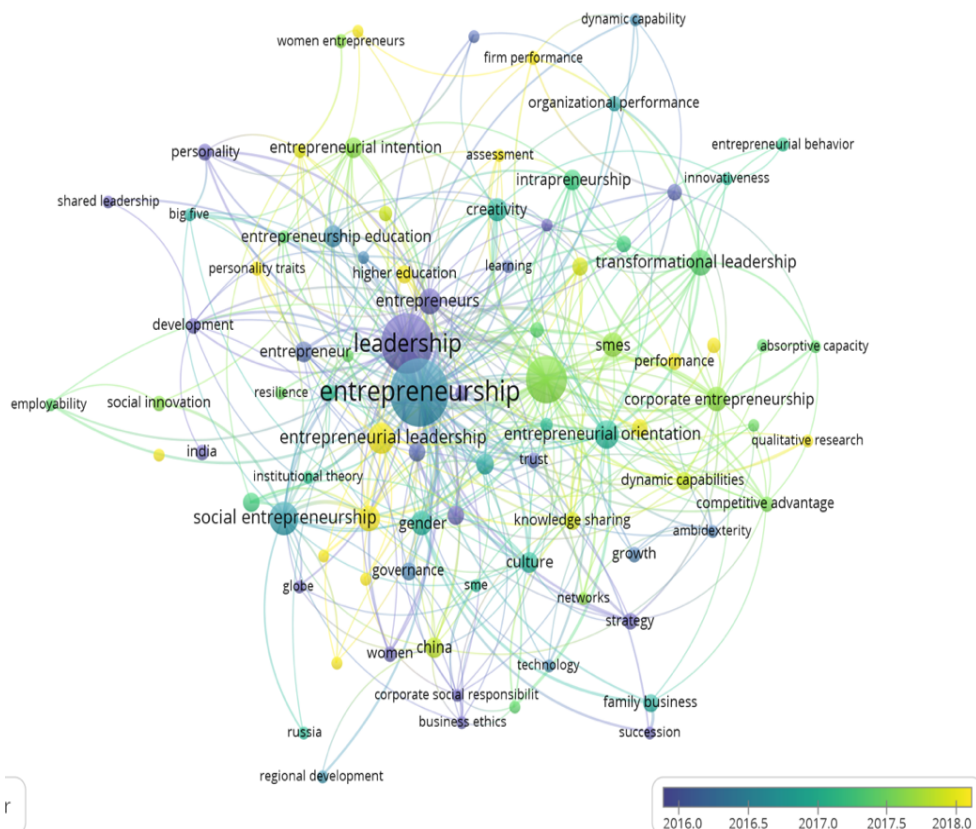 dynamic capability
women entrepreneurs
firm performance
organizational performance
entrepreneurial behavior
personality
entrepreneurial intention
assessment
intrapreneurship
innovativeness
shared leadership
big five
creativity
entrepreneurship education
personality traits
higher education
learning
transformational leadership
entrepreneurs
development
entrepreneur
leadership
smes
absorptive capacity
performance
employability
social innovation
resilience
entrepreneurship
corporate entrepreneurship
entrepreneurial leadership
entrepreneurial orientation
qualitative research
india
trust
institutional theory
dynamic capabilities
competitive advantage
social entrepreneurship
gender
knowledge sharing
ambidexterity
governance
culture
growth
globe
sme
networks
strategy
women
china
technology
corporate social responsibilit
family business
business ethics
russia
succession
regional development
r
2016.0 2016.5 2017.0 2017.5 2018.0